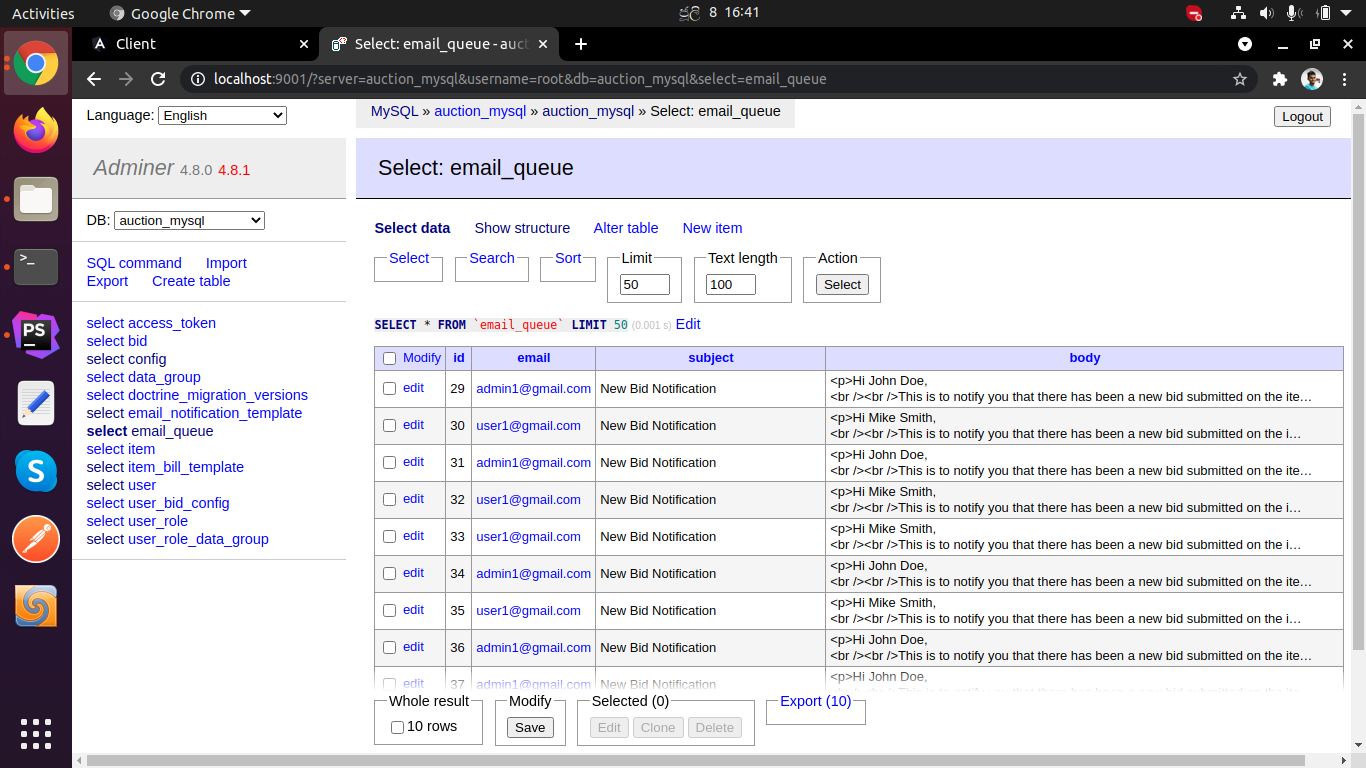 Activities Google Chrome ජූලි 8 16:41
Client Select: email_queue - auct
localhost:9001/?server=auction_mysql&username=root&db=auction_mysql&select=email_queue
Language: English
MySQL » auction_mysql » auction_mysql » Select: email_queue
Logout
Adminer 4.8.0 4.8.1
Select: email_queue
DB: auction_mysql
SQL command Import
Export Create table
select access_token
select bid
select config
select data_group
select doctrine_migration_versions
select email_notification_template
select email_queue
select item
select item_bill_template
select user
select user_bid_config
select user_role
select user_role_data_group
Select data Show structure Alter table New item
Select Search Sort Limit Text length Action
50 100 Select
SELECT * FROM `email_queue` LIMIT 50 (0.001 s) Edit
Modify id email subject body
edit 29 admin1@gmail.com New Bid Notification <p>Hi John Doe,
<br /><br />This is to notify you that there has been a new bid submitted on the ite…
edit 30 user1@gmail.com New Bid Notification <p>Hi Mike Smith,
<br /><br />This is to notify you that there has been a new bid submitted on the i…
edit 31 admin1@gmail.com New Bid Notification <p>Hi John Doe,
<br /><br />This is to notify you that there has been a new bid submitted on the ite…
edit 32 user1@gmail.com New Bid Notification <p>Hi Mike Smith,
<br /><br />This is to notify you that there has been a new bid submitted on the i…
edit 33 user1@gmail.com New Bid Notification <p>Hi Mike Smith,
<br /><br />This is to notify you that there has been a new bid submitted on the i…
edit 34 admin1@gmail.com New Bid Notification <p>Hi John Doe,
<br /><br />This is to notify you that there has been a new bid submitted on the ite…
edit 35 user1@gmail.com New Bid Notification <p>Hi Mike Smith,
<br /><br />This is to notify you that there has been a new bid submitted on the i…
edit 36 admin1@gmail.com New Bid Notification <p>Hi John Doe,
<br /><br />This is to notify you that there has been a new bid submitted on the ite…
edit 37 admin1@gmail.com New Bid Notification <p>Hi John Doe,
Whole result Modify Selected (0) Export (10)
10 rows Save Edit Clone Delete